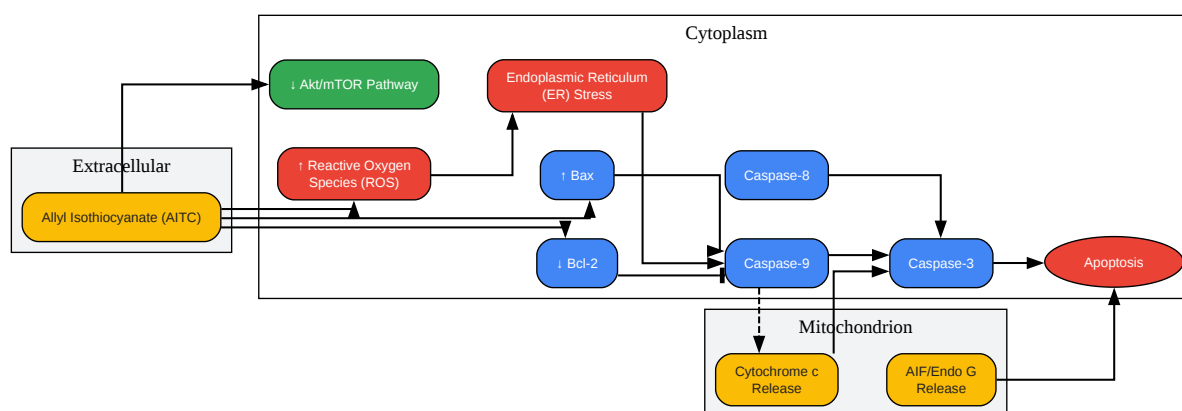 Cytoplasm
↓ Akt/mTOR Pathway
Endoplasmic Reticulum
(ER) Stress
Extracellular
↑ Reactive Oxygen
Species (ROS)
↑ Bax
Caspase-8
Allyl Isothiocyanate (AITC)
↓ Bcl-2
Caspase-9
Caspase-3
Apoptosis
Mitochondrion
Cytochrome c
Release
AIF/Endo G
Release